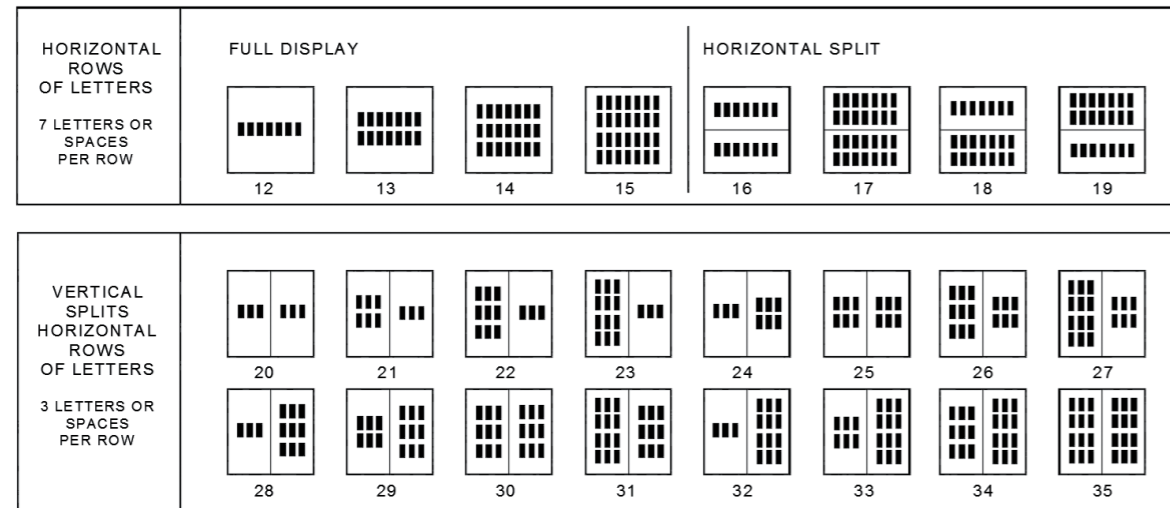 HORIZONTAL
ROWS
OF LETTERS
7 LETTERS OR
SPACES
PER ROW
FULL DISPLAY
HORIZONTAL SPLIT
12 13 14 15 16 17 18 19
VERTICAL
SPLITS
HORIZONTAL
ROWS
OF LETTERS
3 LETTERS OR
SPACES
PER ROW
20 21 22 23 24 25 26 27
28 29 30 31 32 33 34 35